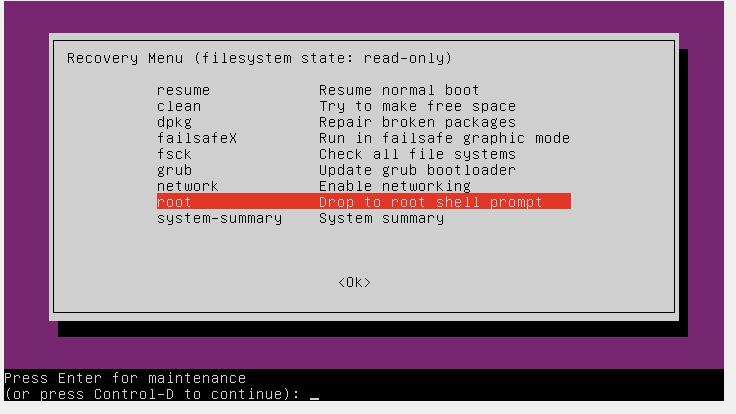 Recovery Menu (filesystem state: read-only)
resume Resume normal boot
clean Try to make free space
dpkg Repair broken packages
failsafeX Run in failsafe graphic mode
fsck Check all file systems
grub Update grub bootloader
network Enable networking
root Drop to root shell prompt
system-summary System summary
<Ok>
Press Enter for maintenance
(or press Control-D to continue): _